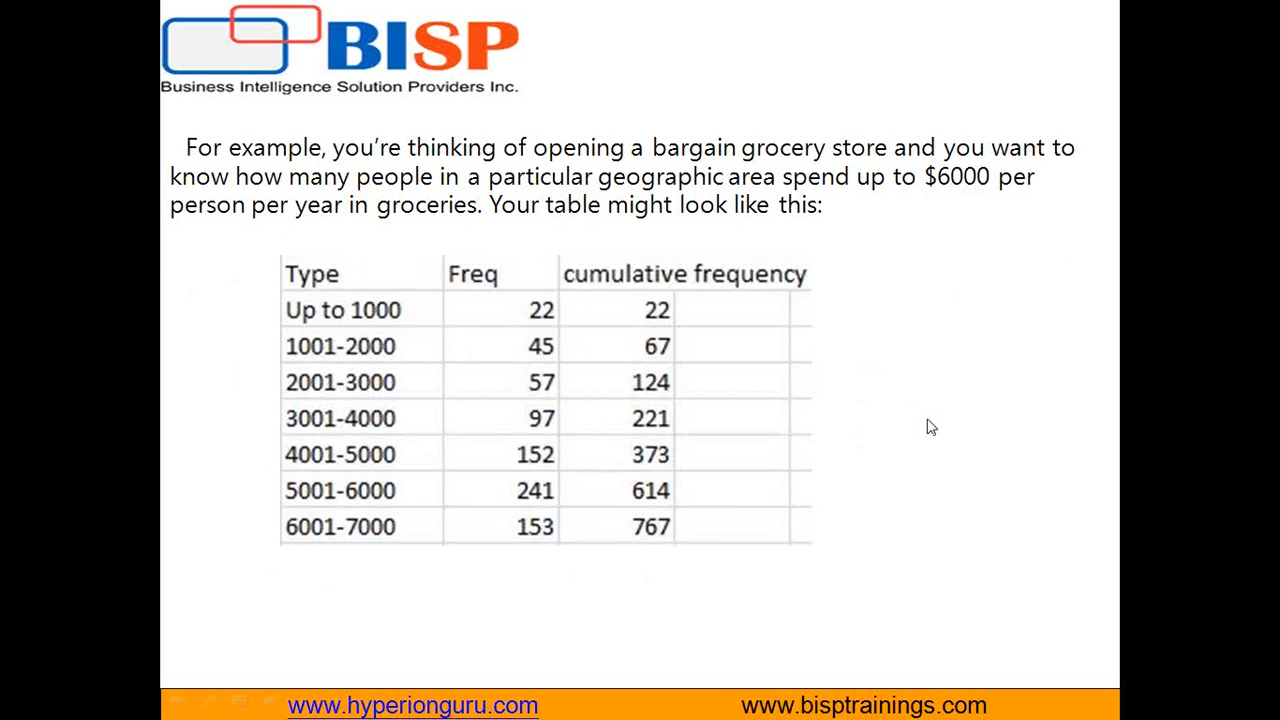 BISP
Business Intelligence Solution Providers Inc.
For example, you're thinking of opening a bargain grocery store and you want to
know how many people in a particular geographic area spend up to $6000 per
person per year in groceries. Your table might look like this:
Type Freq cumulative frequency
Up to 1000 22 22
1001-2000 45 67
2001-3000 57 124
3001-4000 97 221
4001-5000 152 373
5001-6000 241 614
6001-7000 153 767
www.hyperionguru.com www.bisptrainings.com